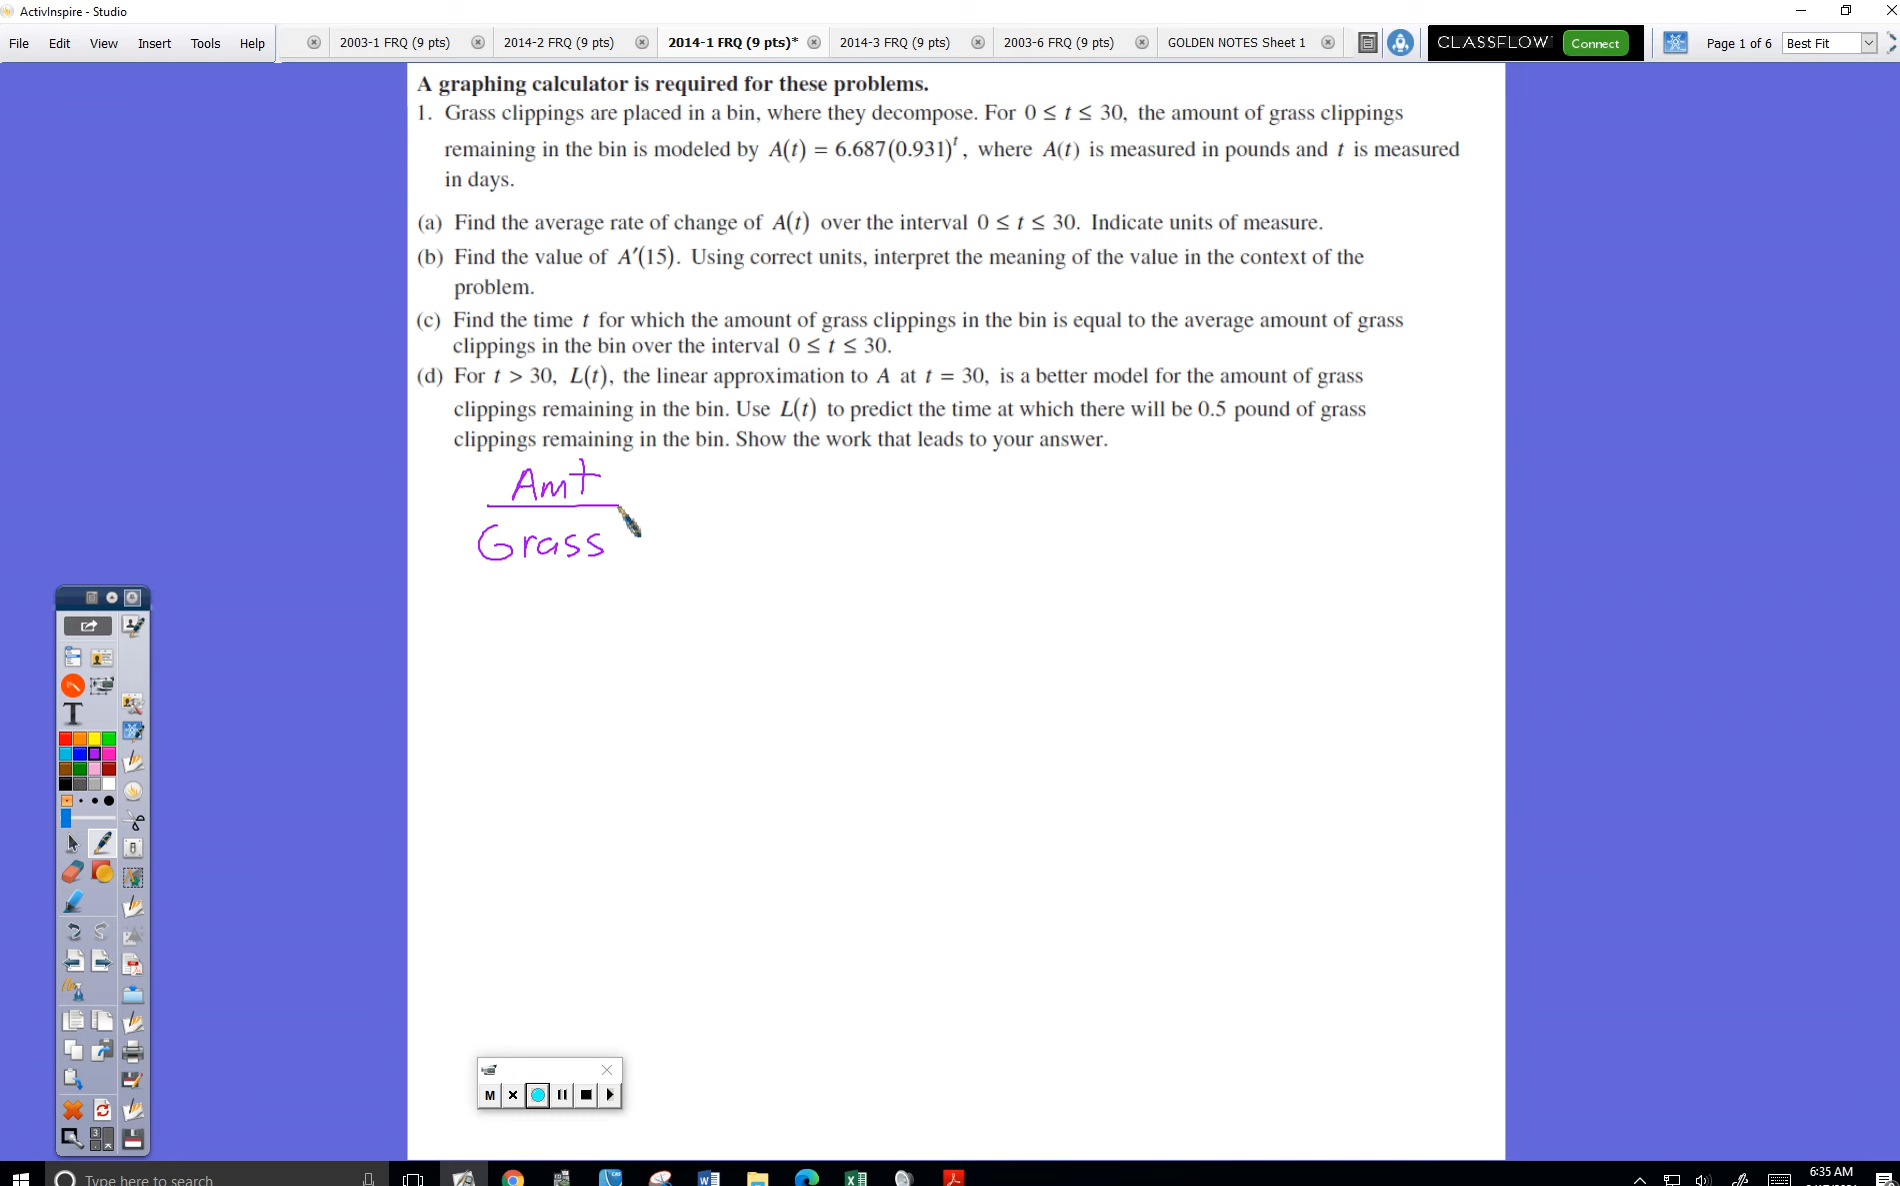 ActivInspire - Studio
File Edit View Insert Tools Help 2003-1 FRQ (9 pts) 2014-2 FRQ (9 pts) 2014-1 FRQ (9 pts)* 2014-3 FRQ (9 pts) 2003-6 FRQ (9 pts) GOLDEN NOTES Sheet 1 CLASSFLOW Connect Page 1 of 6 Best Fit
A graphing calculator is required for these problems.
1. Grass clippings are placed in a bin, where they decompose. For 0 ≤ t ≤ 30, the amount of grass clippings
remaining in the bin is modeled by A(t) = 6.687(0.931)^t, where A(t) is measured in pounds and t is measured
in days.
(a) Find the average rate of change of A(t) over the interval 0 ≤ t ≤ 30. Indicate units of measure.
(b) Find the value of A′(15). Using correct units, interpret the meaning of the value in the context of the
problem.
(c) Find the time t for which the amount of grass clippings in the bin is equal to the average amount of grass
clippings in the bin over the interval 0 ≤ t ≤ 30.
(d) For t > 30, L(t), the linear approximation to A at t = 30, is a better model for the amount of grass
clippings remaining in the bin. Use L(t) to predict the time at which there will be 0.5 pound of grass
clippings remaining in the bin. Show the work that leads to your answer.
Amt
Grass
T
M
Type here to search
6:35 AM